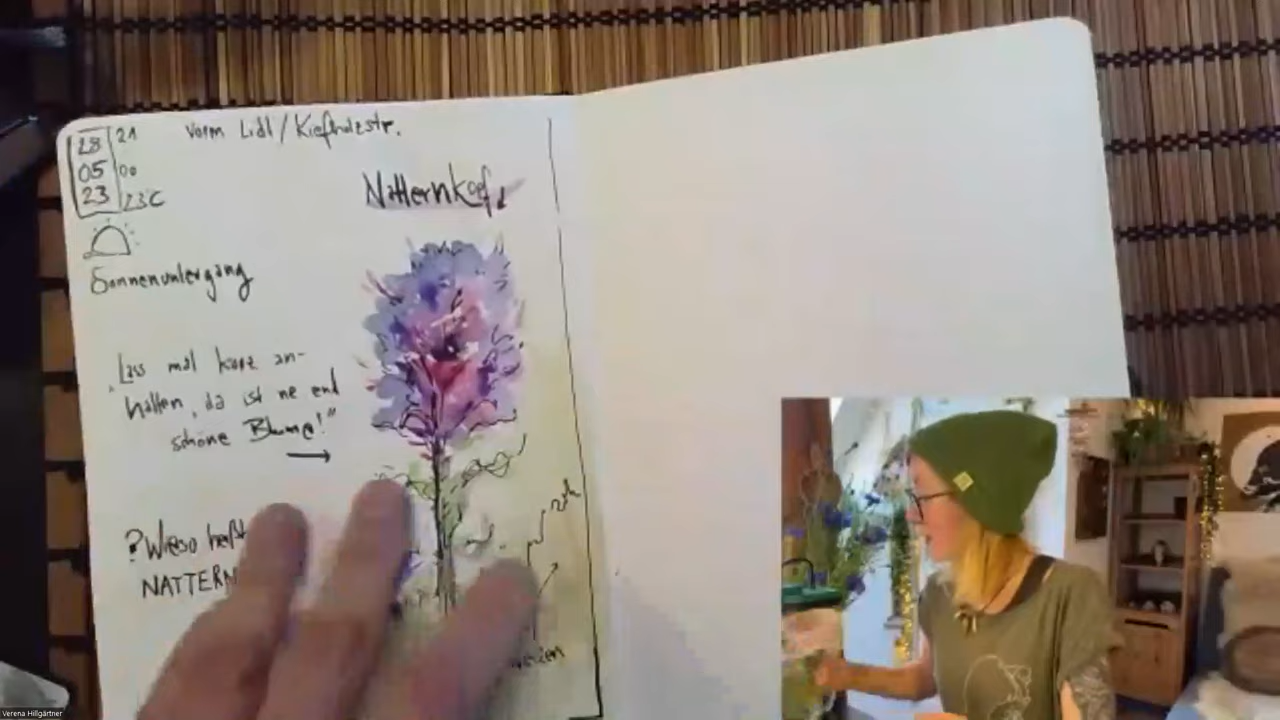 28 21 Vorm Lidl / Kiefholzstr.
05 00
23 23°C
Natternkopf
Sonnenuntergang
"Lass mal kurz an-
halten, da ist ne end
schöne Blume!"
? Wieso heißt
NATTERN
Verena Hillgärtner